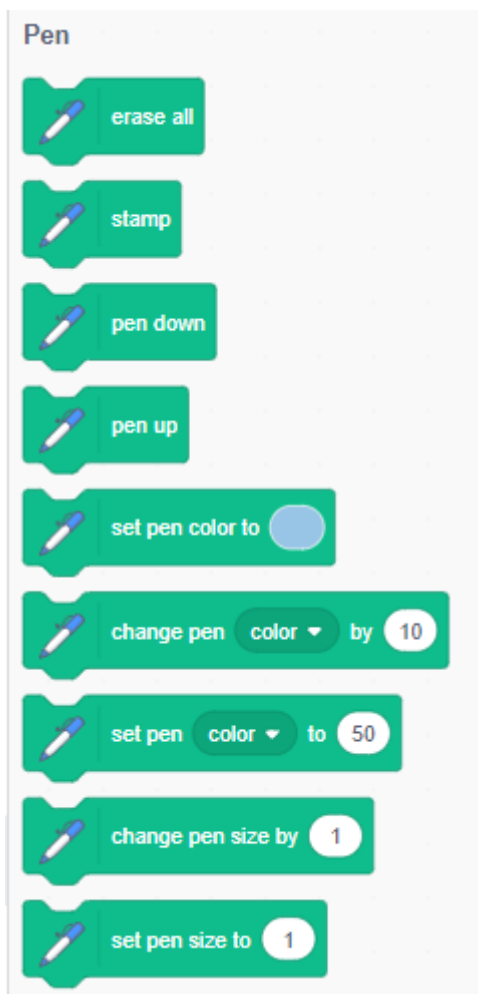 Pen
erase all
stamp
pen down
pen up
set pen color to
change pen color by 10
set pen color to 50
change pen size by 1
set pen size to 1